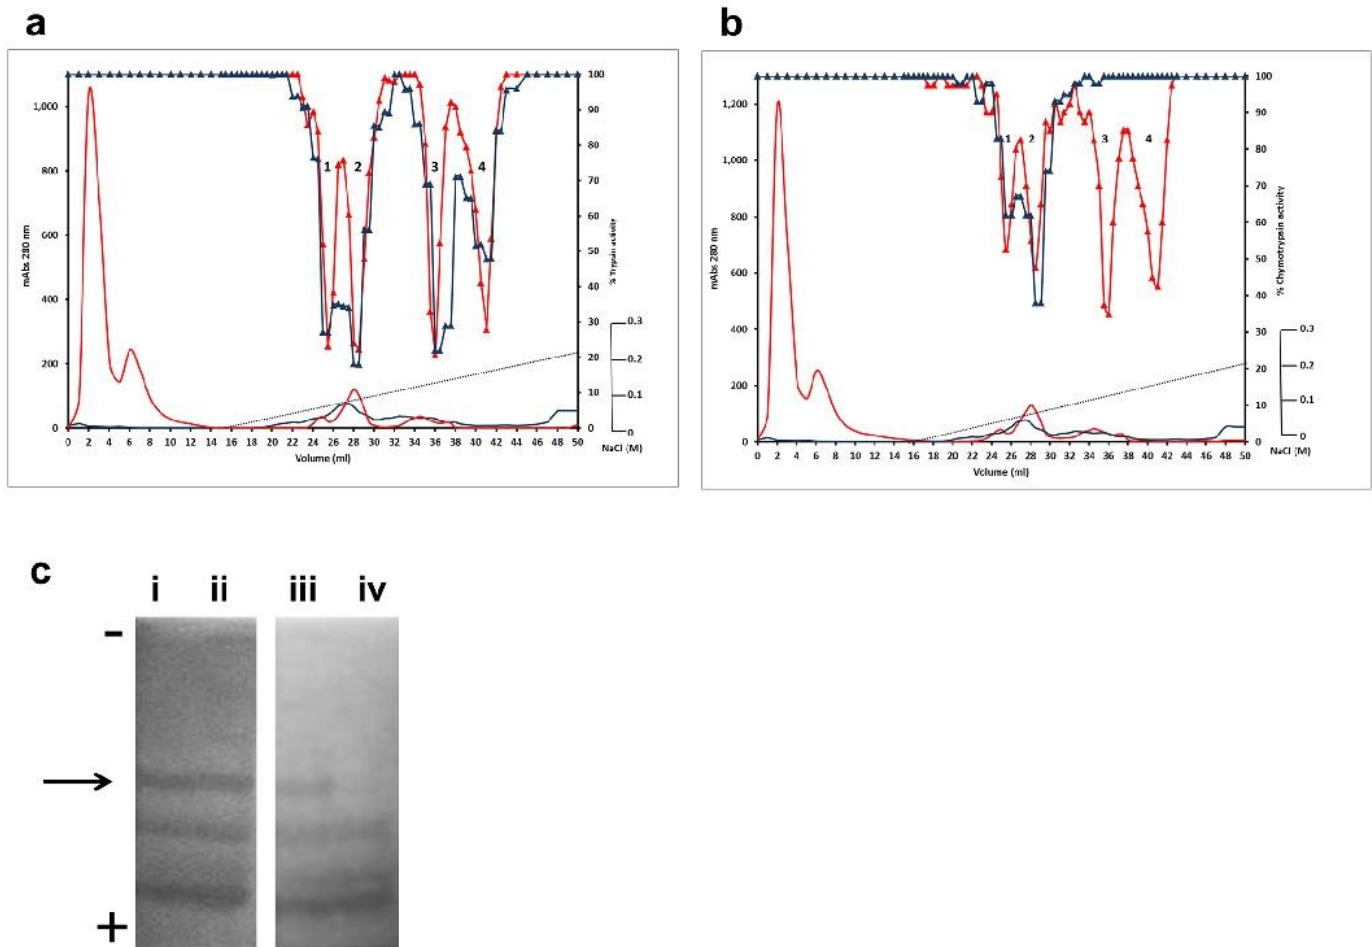 a
100
1,000
90
80
800
1 2 3 4
70
mAbs 280 nm
600
60
% Trypsin activity
50
400
40
30
0.3
200
20
0.2
10
0.1
0
0
0
0 2 4 6 8 10 12 14 16 18 20 22 24 26 28 30 32 34 36 38 40 42 44 46 48 50
Volume (ml)
NaCl (M)
b
100
1,200
90
1 2 3 4
80
1,000
70
mAbs 280 nm
800
60
% Chymotrypsin activity
50
600
40
400
30
0.3
20
0.2
200
10
0.1
0
0
0
0 2 4 6 8 10 12 14 16 18 20 22 24 26 28 30 32 34 36 38 40 42 44 46 48 50
Volume (ml)
NaCl (M)
c
i ii iii iv
-
+